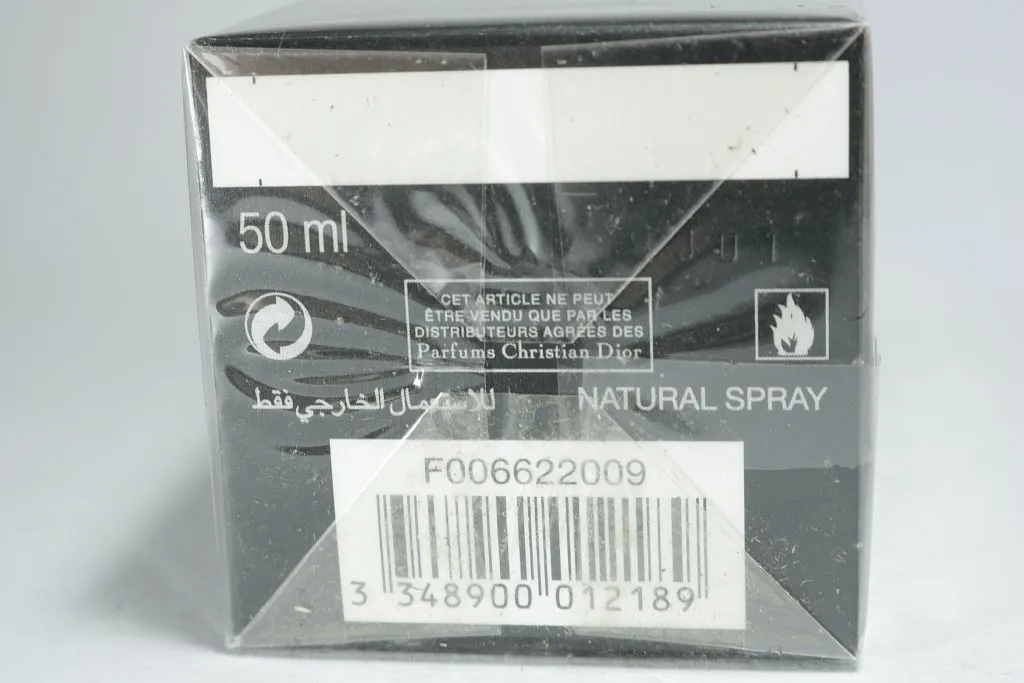 50 ml
CET ARTICLE NE PEUT
ÊTRE VENDU QUE PAR LES
DISTRIBUTEURS AGRÉÉS DES
Parfums Christian Dior
للاستعمال الخارجي فقط
NATURAL SPRAY
F006622009
3 348900 012189